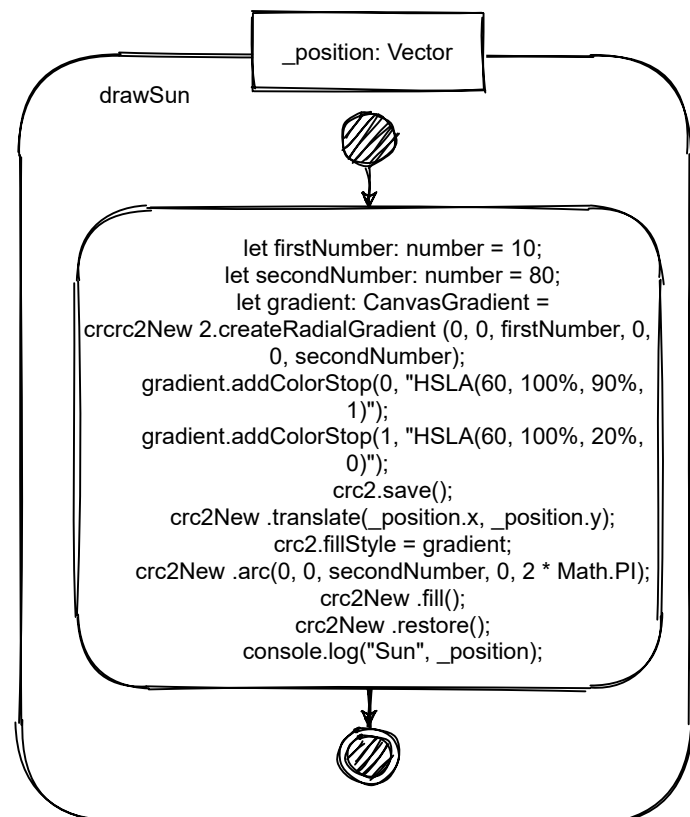 _position: Vector
drawSun
let firstNumber: number = 10;
let secondNumber: number = 80;
let gradient: CanvasGradient =
crcrc2New 2.createRadialGradient (0, 0, firstNumber, 0,
0, secondNumber);
gradient.addColorStop(0, "HSLA(60, 100%, 90%,
1)");
gradient.addColorStop(1, "HSLA(60, 100%, 20%,
0)");
crc2.save();
crc2New .translate(_position.x, _position.y);
crc2.fillStyle = gradient;
crc2New .arc(0, 0, secondNumber, 0, 2 * Math.PI);
crc2New .fill();
crc2New .restore();
console.log("Sun", _position);